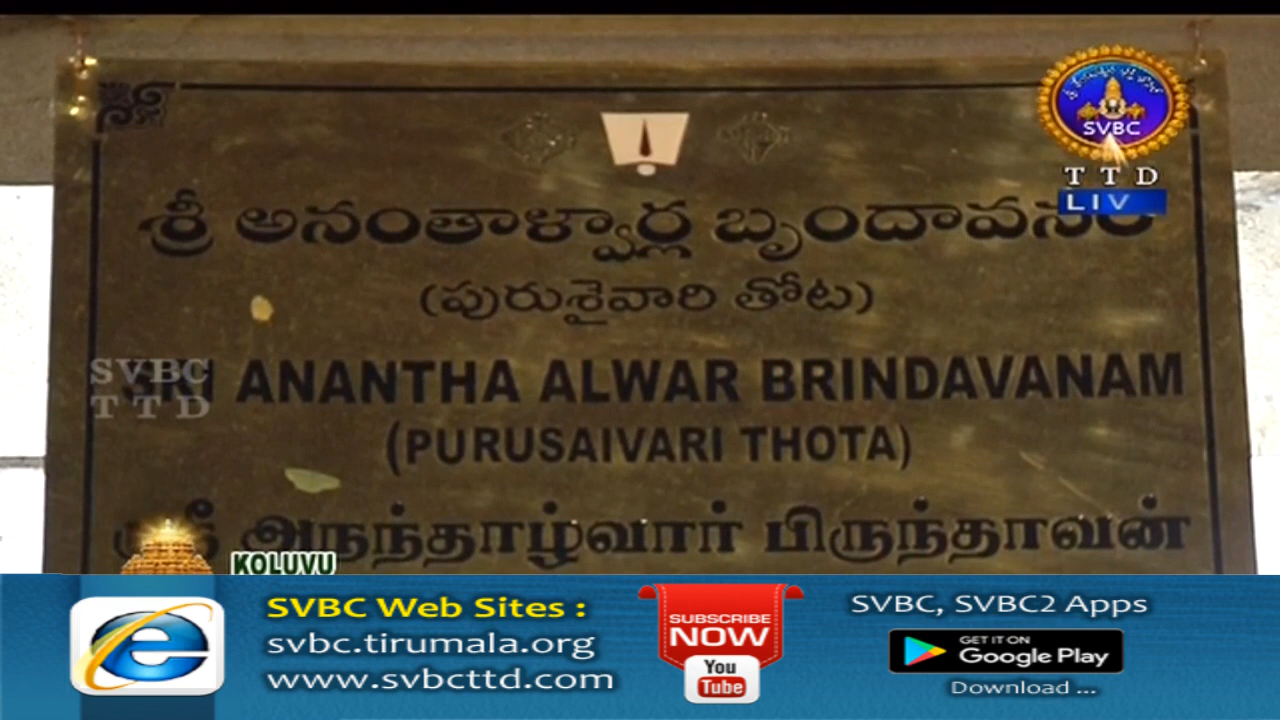 SVBC
TTD
LIV
శ్రీ అనంతాళ్వార్ల బృందావనం
(పురుశైవారి తోట)
SVBC
TTD
ANANTHA ALWAR BRINDAVANAM
(PURUSAIVARI THOTA)
ஸ்ரீ அநந்தாழ்வார் பிருந்தாவன்
KOLUVU
SVBC Web Sites :
svbc.tirumala.org
www.svbcttd.com
SUBSCRIBE
NOW
You
Tube
SVBC, SVBC2 Apps
GET IT ON
Google Play
Download ...